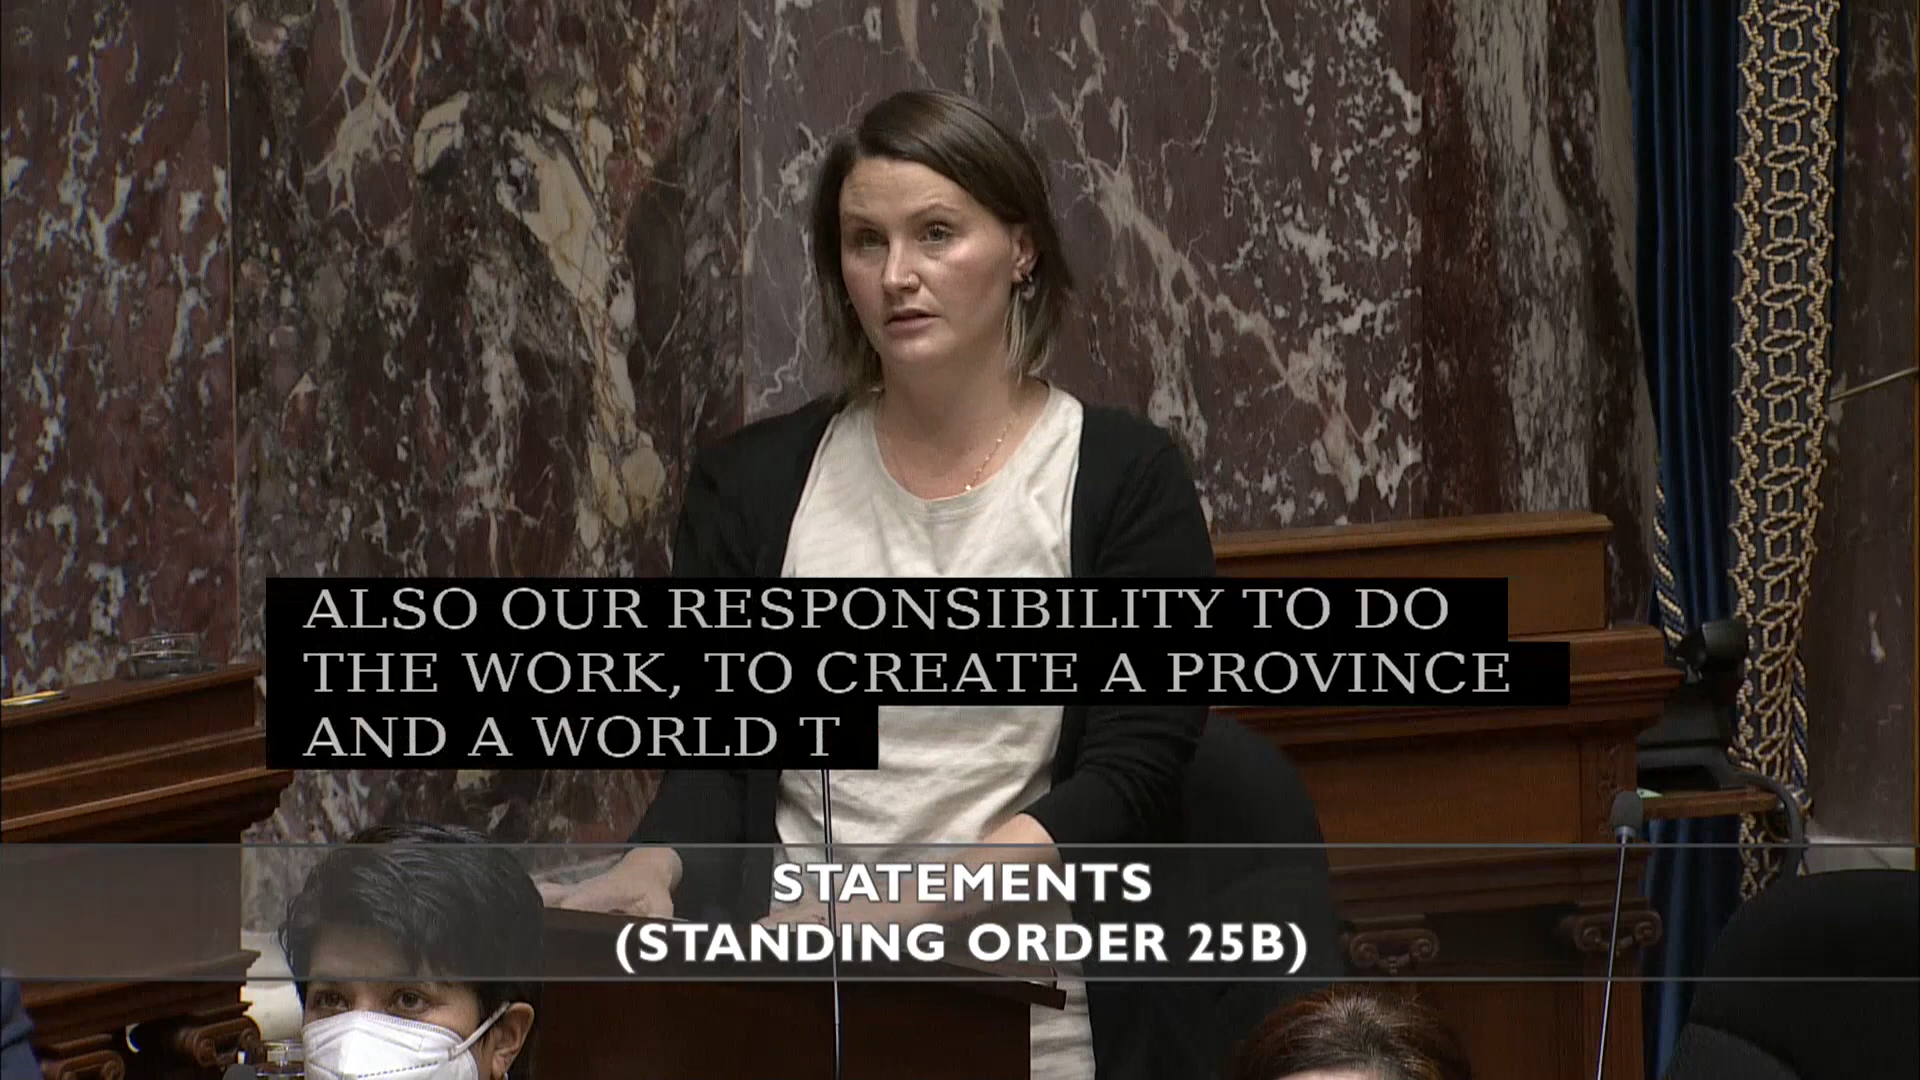 ALSO OUR RESPONSIBILITY TO DO
THE WORK, TO CREATE A PROVINCE
AND A WORLD T
STATEMENTS
(STANDING ORDER 25B)